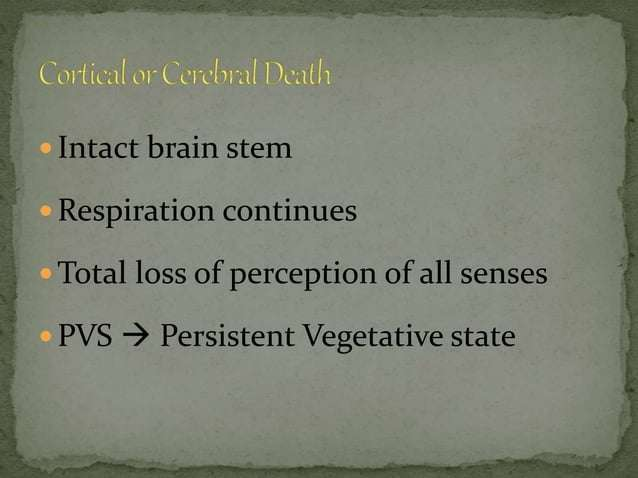 Cortical or Cerebral Death
• Intact brain stem
• Respiration continues
• Total loss of perception of all senses
• PVS → Persistent Vegetative state